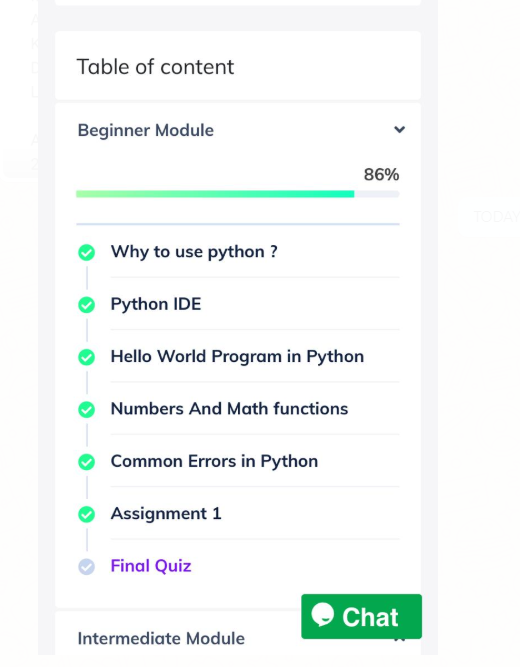 Table of content
Beginner Module
86%
Why to use python ?
Python IDE
Hello World Program in Python
Numbers And Math functions
Common Errors in Python
Assignment 1
Final Quiz
Chat
Intermediate Module